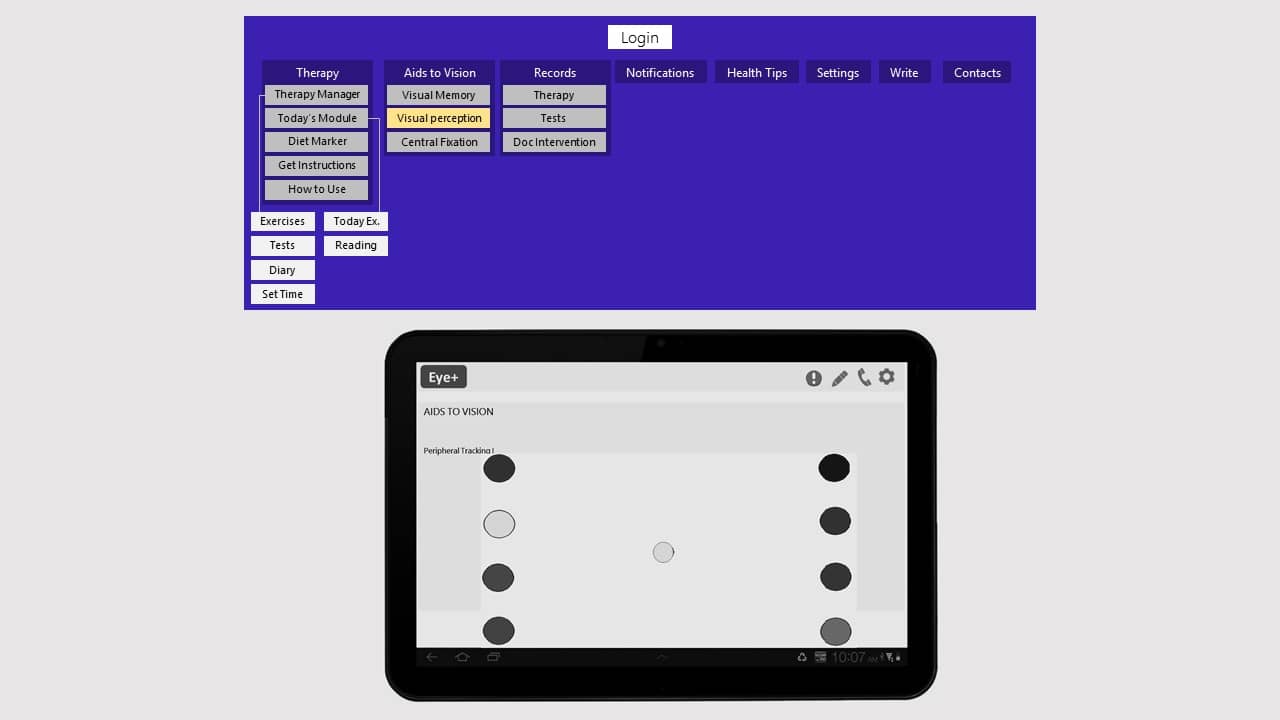 Login
Therapy
Aids to Vision
Records
Notifications
Health Tips
Settings
Write
Contacts
Therapy Manager
Visual Memory
Therapy
Today's Module
Visual perception
Tests
Diet Marker
Central Fixation
Doc Intervention
Get Instructions
How to Use
Exercises
Today Ex.
Tests
Reading
Diary
Set Time
Eye+
AIDS TO VISION
Peripheral Tracking I
10:07 AM